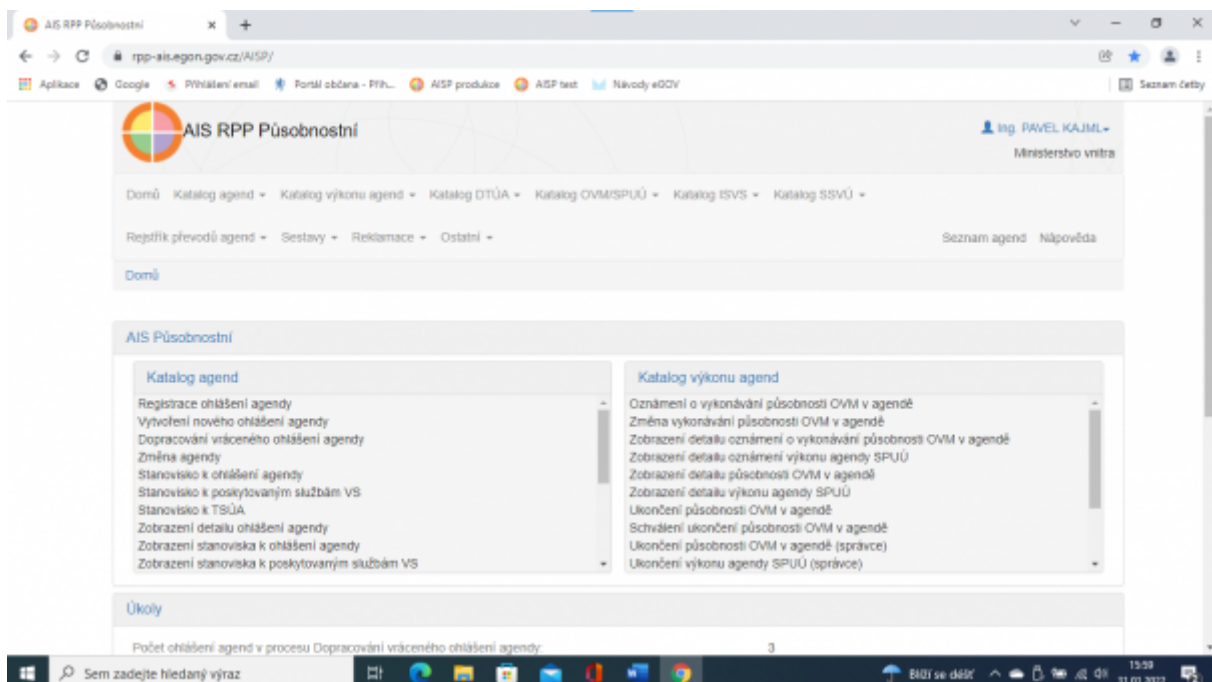 AIS RPP Působnostní
rpp-ais.egon.gov.cz/AISP/
Aplikace Google Přihlášení email Portál občana - Přih... AISP produkce AISP test Návody eGOV Seznam četby
AIS RPP Působnostní
Ing. PAVEL KAJML
Ministerstvo vnitra
Domů Katalog agend Katalog výkonu agend Katalog DTÚA Katalog OVM/SPUÚ Katalog ISVS Katalog SSVÚ
Rejstřík převodů agend Sestavy Reklamace Ostatní Seznam agend Nápověda
Domů
AIS Působnostní
Katalog agend
Registrace ohlášení agendy
Vytvoření nového ohlášení agendy
Dopracování vráceného ohlášení agendy
Změna agendy
Stanovisko k ohlášení agendy
Stanovisko k poskytovaným službám VS
Stanovisko k TSÚA
Zobrazení detailu ohlášení agendy
Zobrazení stanoviska k ohlášení agendy
Zobrazení stanoviska k poskytovaným službám VS
Katalog výkonu agend
Oznámení o vykonávání působnosti OVM v agendě
Změna vykonávání působnosti OVM v agendě
Zobrazení detailu oznámení o vykonávání působnosti OVM v agendě
Zobrazení detailu oznámení výkonu agendy SPUÚ
Zobrazení detailu působnosti OVM v agendě
Zobrazení detailu výkonu agendy SPUÚ
Ukončení působnosti OVM v agendě
Schválení ukončení působnosti OVM v agendě
Ukončení působnosti OVM v agendě (správce)
Ukončení výkonu agendy SPUÚ (správce)
Úkoly
Počet ohlášení agend v procesu Dopracování vráceného ohlášení agendy: 3
Sem zadejte hledaný výraz
Blíží se déšť
15:59